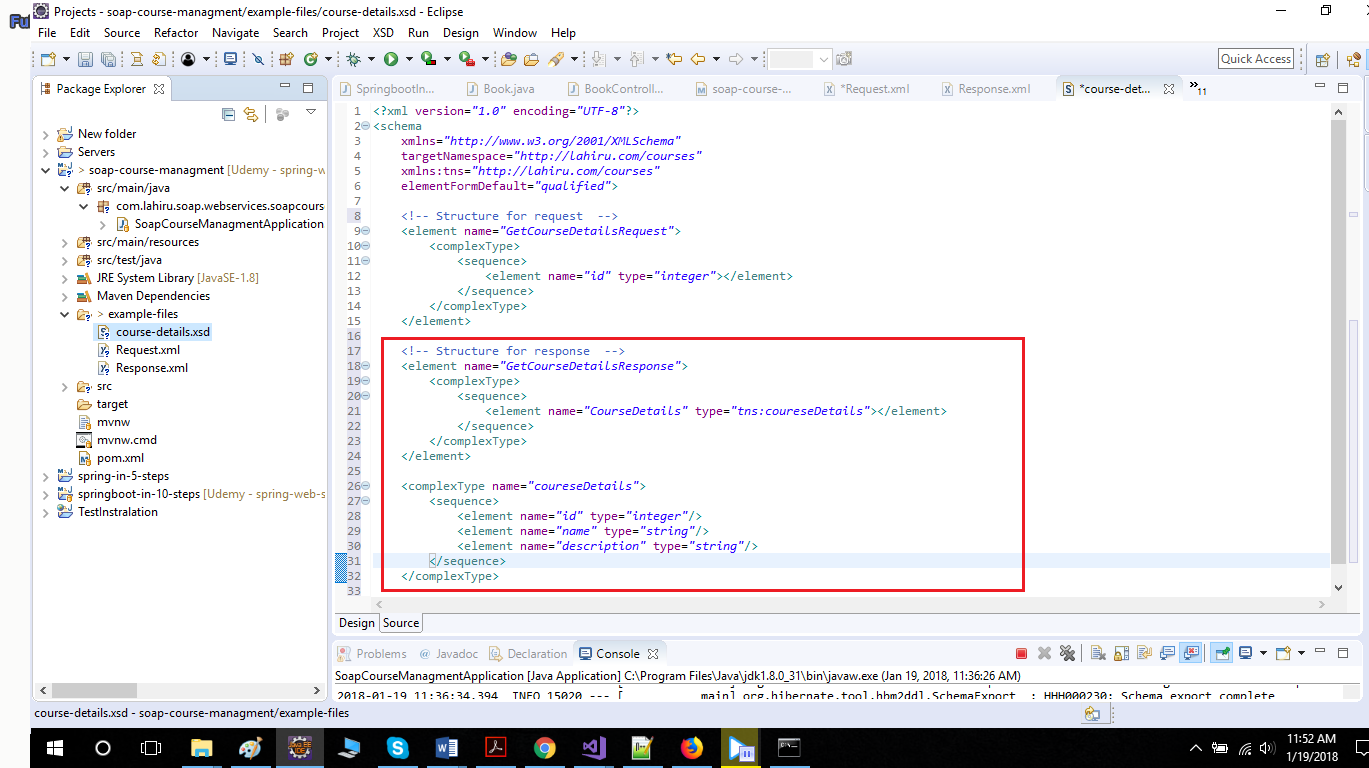 Fu
Projects - soap-course-managment/example-files/course-details.xsd - Eclipse
File Edit Source Refactor Navigate Search Project XSD Run Design Window Help
Quick Access
Package Explorer
New folder
Servers
> soap-course-managment [Udemy - spring-w
src/main/java
com.lahiru.soap.webservices.soapcours
SoapCourseManagmentApplication
src/main/resources
src/test/java
JRE System Library [JavaSE-1.8]
Maven Dependencies
> example-files
course-details.xsd
Request.xml
Response.xml
src
target
mvnw
mvnw.cmd
pom.xml
spring-in-5-steps
springboot-in-10-steps [Udemy - spring-web-s
TestInstralation
SpringbootIn... Book.java BookControll... soap-course-... *Request.xml Response.xml *course-det... »11
1 <?xml version="1.0" encoding="UTF-8"?>
2 <schema
3 xmlns="http://www.w3.org/2001/XMLSchema"
4 targetNamespace="http://lahiru.com/courses"
5 xmlns:tns="http://lahiru.com/courses"
6 elementFormDefault="qualified">
7
8 <!-- Structure for request  -->
9 <element name="GetCourseDetailsRequest">
10 <complexType>
11 <sequence>
12 <element name="id" type="integer"></element>
13 </sequence>
14 </complexType>
15 </element>
16
17 <!-- Structure for response  -->
18 <element name="GetCourseDetailsResponse">
19 <complexType>
20 <sequence>
21 <element name="CourseDetails" type="tns:coureseDetails"></element>
22 </sequence>
23 </complexType>
24 </element>
25
26 <complexType name="coureseDetails">
27 <sequence>
28 <element name="id" type="integer"/>
29 <element name="name" type="string"/>
30 <element name="description" type="string"/>
31 </sequence>
32 </complexType>
33
Design Source
Problems @ Javadoc Declaration Console
SoapCourseManagmentApplication [Java Application] C:\Program Files\Java\jdk1.8.0_31\bin\javaw.exe (Jan 19, 2018, 11:36:26 AM)
2018-01-19 11:36:34.394 INFO 15020 --- [ main] org.hibernate.tool.hbm2ddl.SchemaExport : HHH000230: Schema export complete
course-details.xsd - soap-course-managment/example-files
11:52 AM
1/19/2018